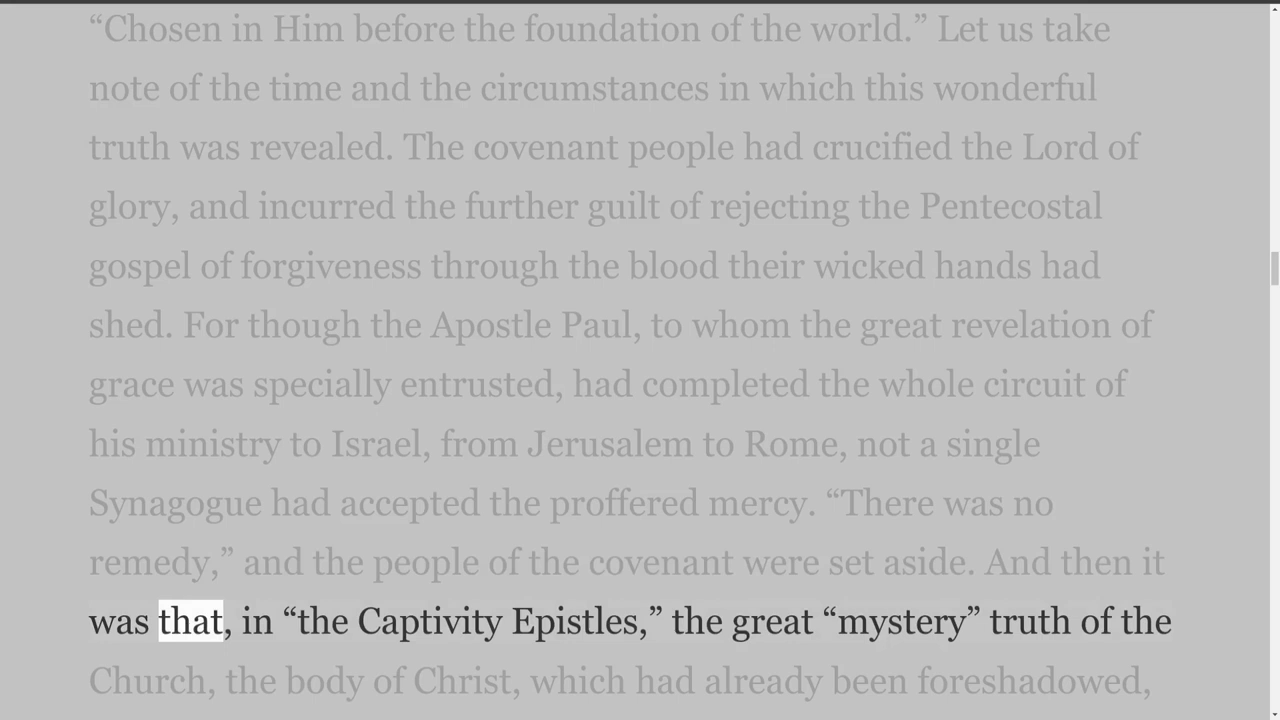 “Chosen in Him before the foundation of the world.” Let us take
note of the time and the circumstances in which this wonderful
truth was revealed. The covenant people had crucified the Lord of
glory, and incurred the further guilt of rejecting the Pentecostal
gospel of forgiveness through the blood their wicked hands had
shed. For though the Apostle Paul, to whom the great revelation of
grace was specially entrusted, had completed the whole circuit of
his ministry to Israel, from Jerusalem to Rome, not a single
Synagogue had accepted the proffered mercy. “There was no
remedy,” and the people of the covenant were set aside. And then it
was that, in “the Captivity Epistles,” the great “mystery” truth of the
Church, the body of Christ, which had already been foreshadowed,